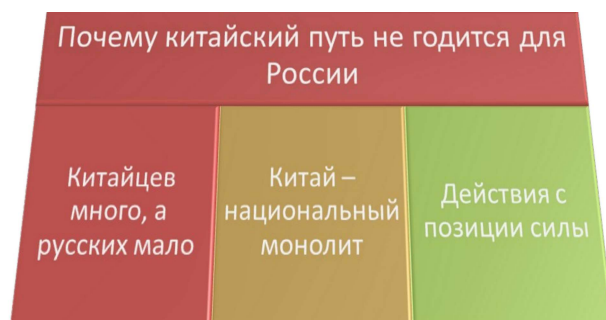 Почему китайский путь не годится для
России
Китайцев
много, а
русских мало
Китай –
национальный
монолит
Действия с
позиции силы